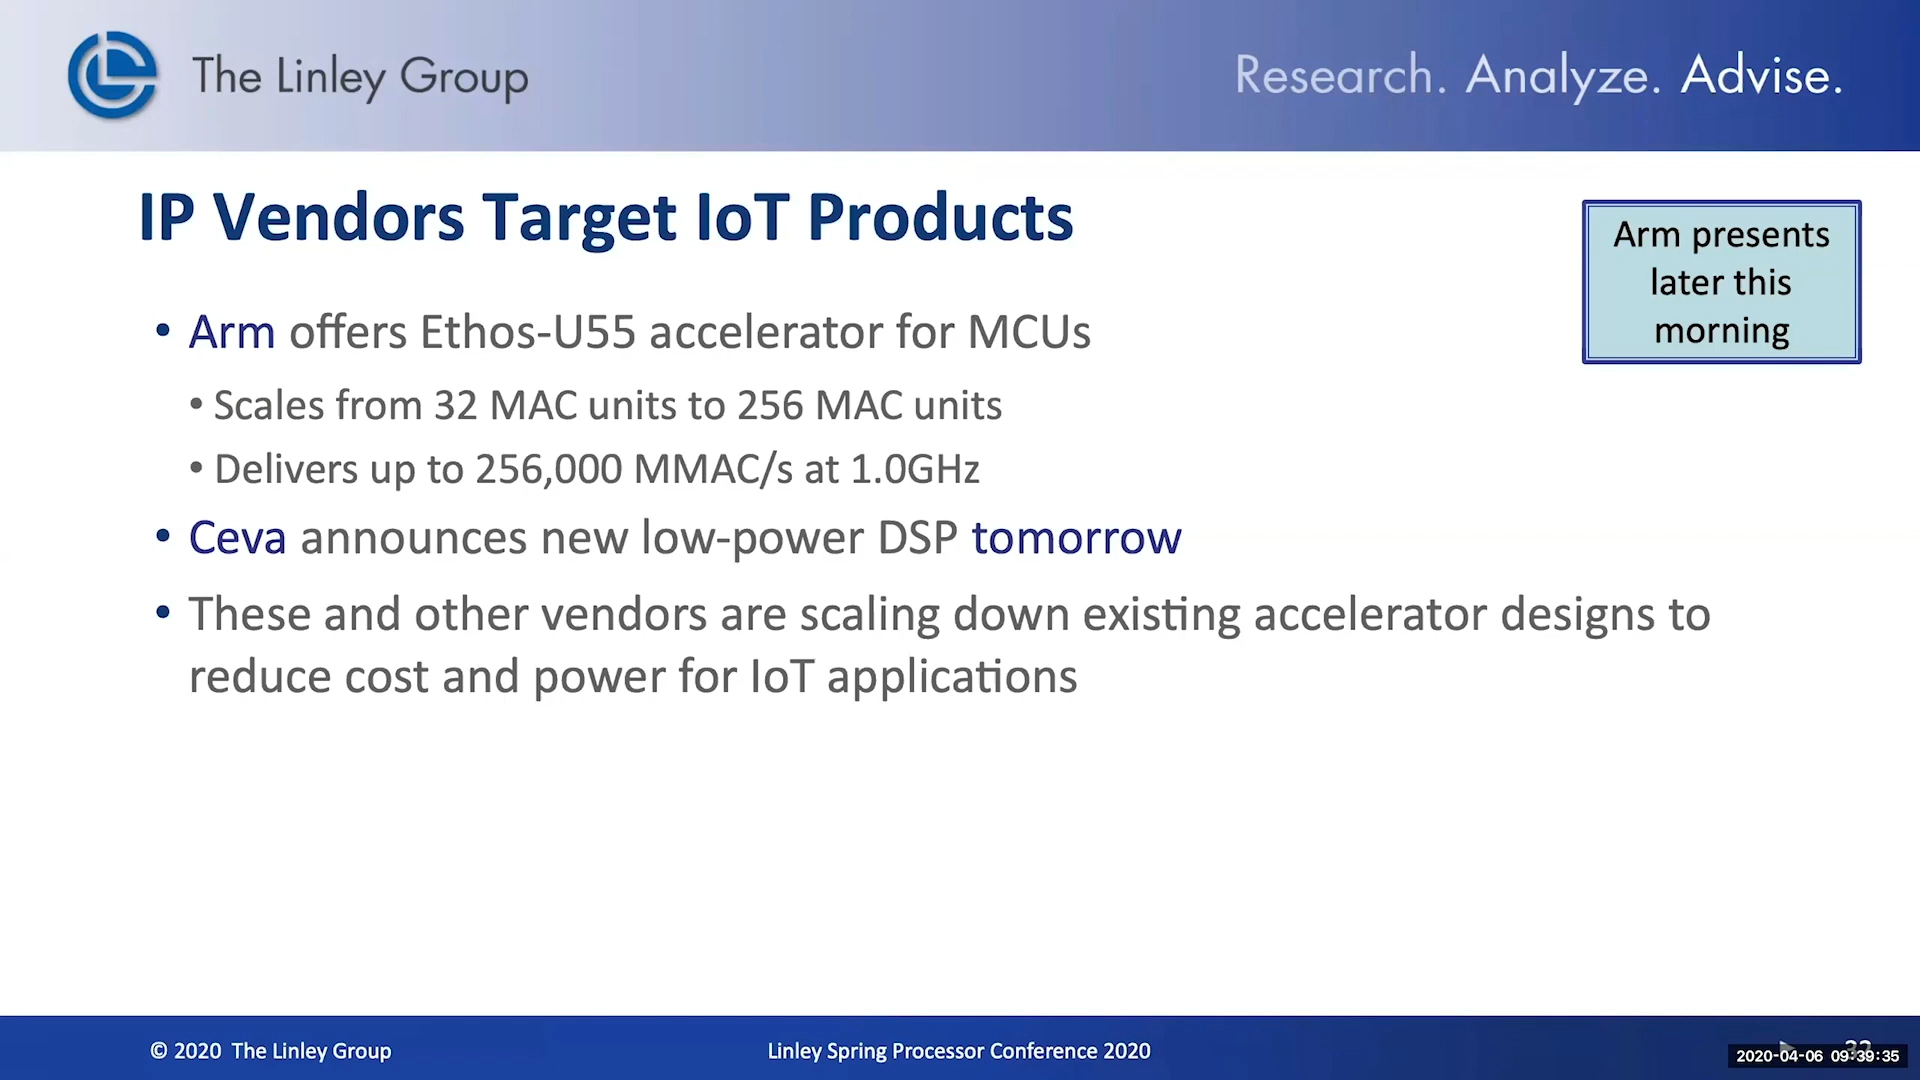 The Linley Group
Research. Analyze. Advise.
IP Vendors Target IoT Products
Arm presents
later this
morning
• Arm offers Ethos-U55 accelerator for MCUs
• Scales from 32 MAC units to 256 MAC units
• Delivers up to 256,000 MMAC/s at 1.0GHz
• Ceva announces new low-power DSP tomorrow
• These and other vendors are scaling down existing accelerator designs to
reduce cost and power for IoT applications
© 2020 The Linley Group
Linley Spring Processor Conference 2020
2020-04-06 09:39:35